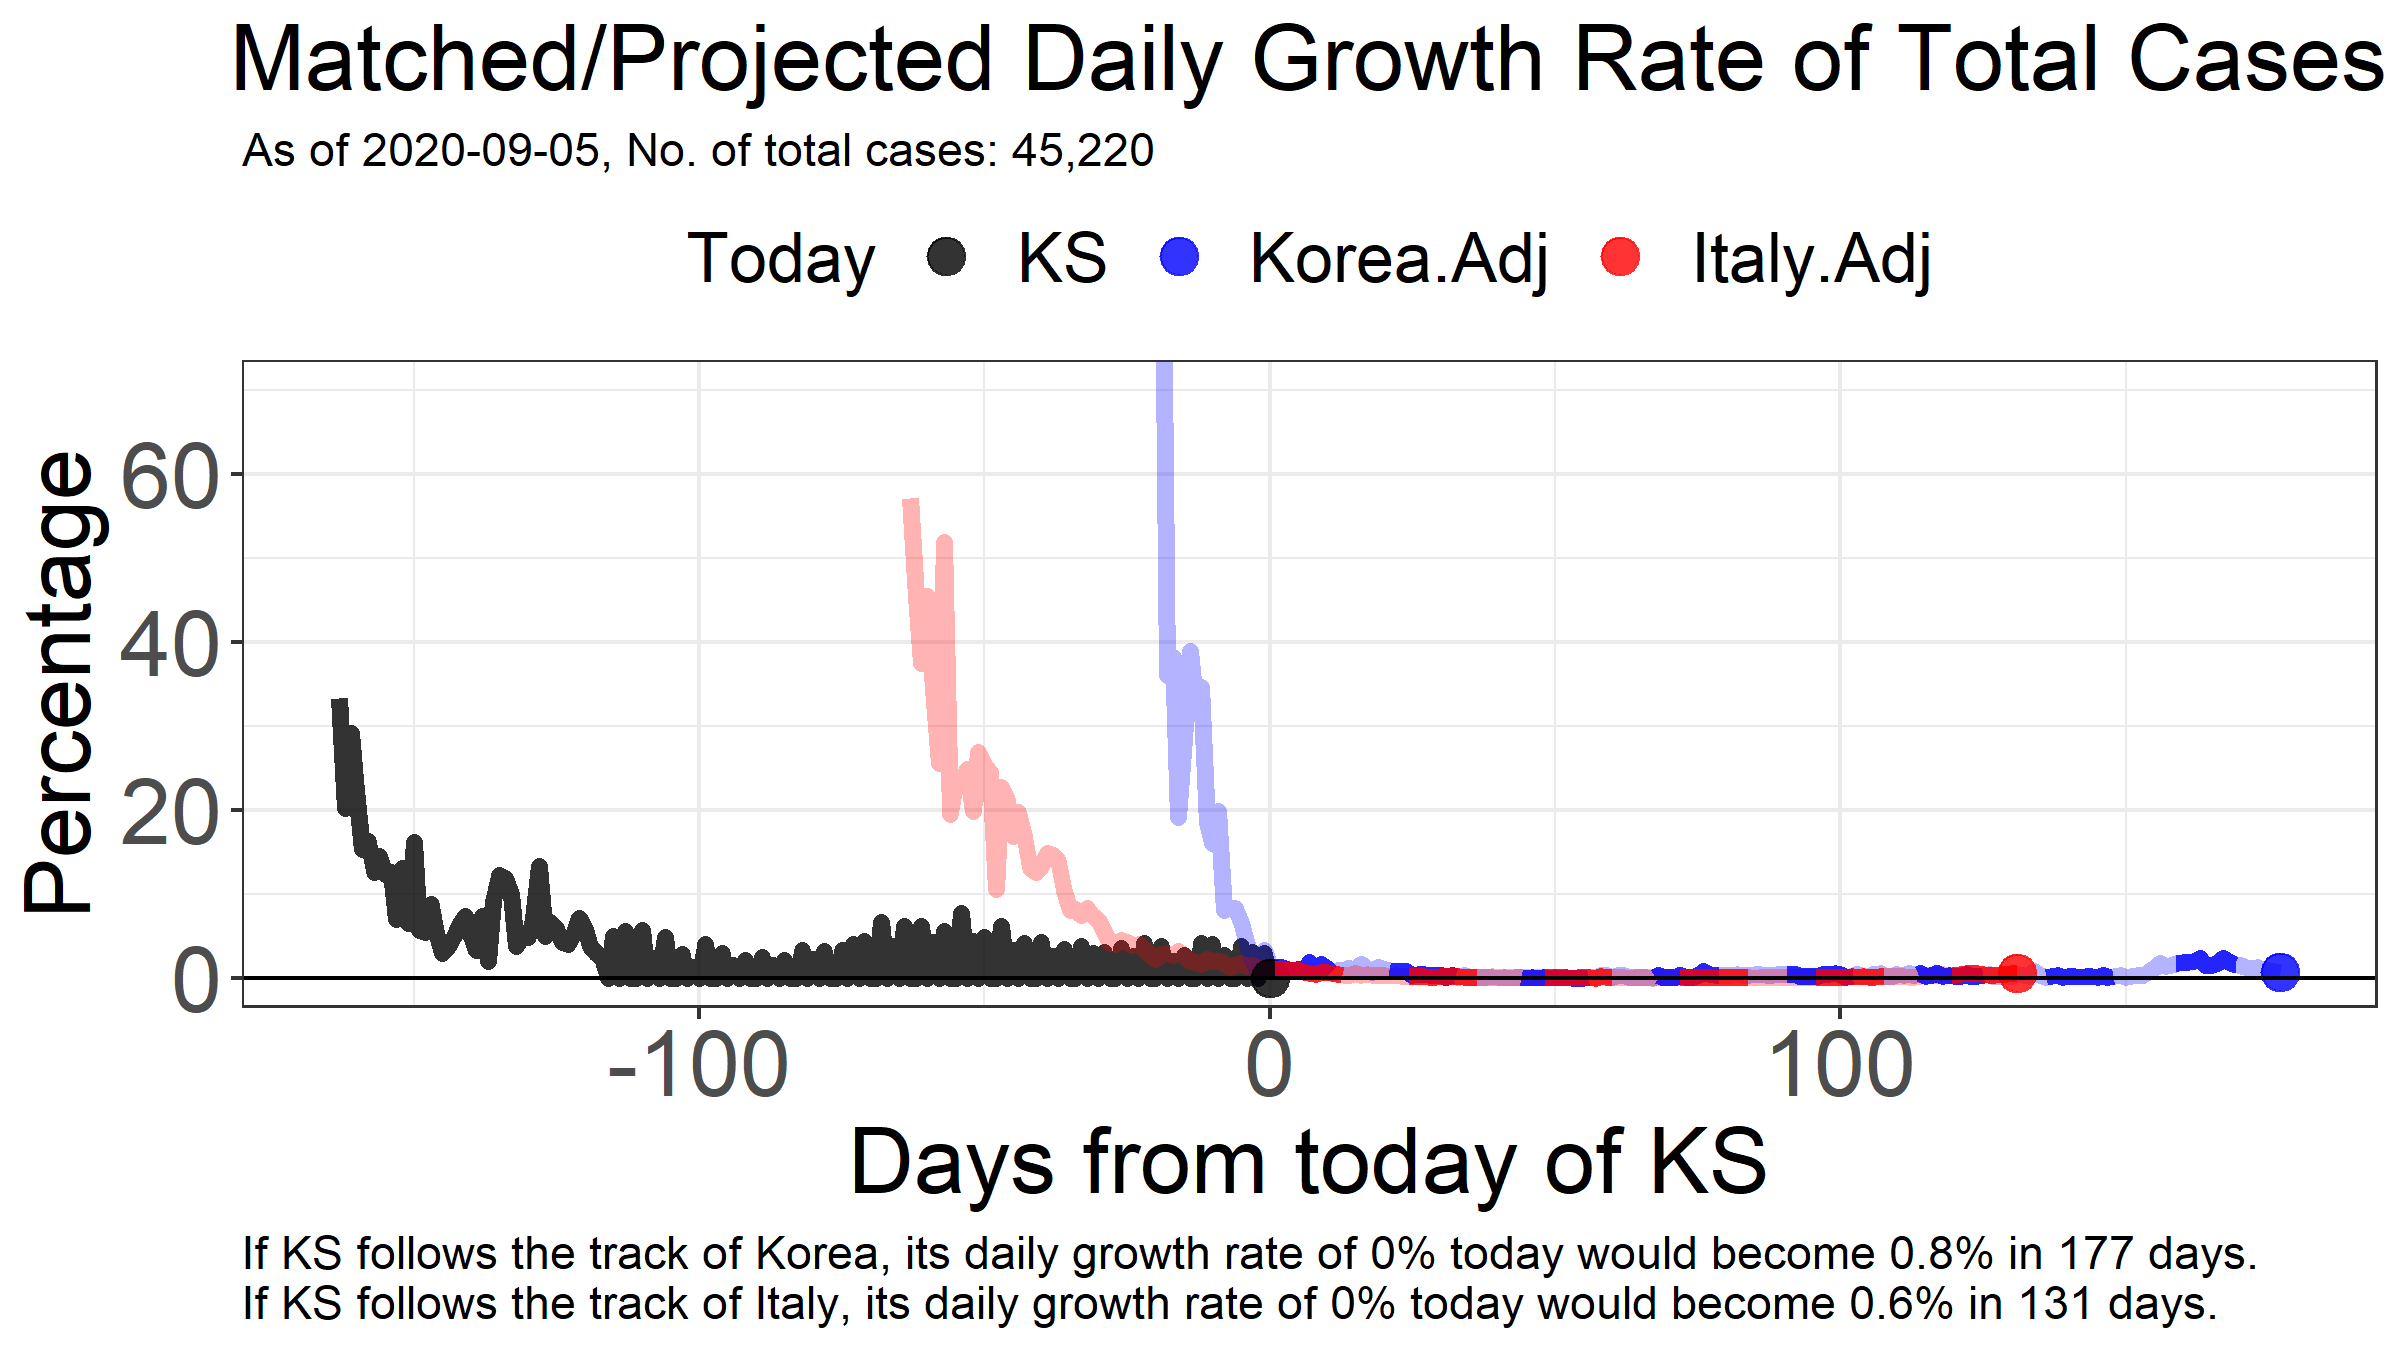 Matched/Projected Daily Growth Rate of Total Cases
As of 2020-09-05, No. of total cases: 45,220
Today KS Korea.Adj Italy.Adj
Percentage
60
40
20
0
-100 0 100
Days from today of KS
If KS follows the track of Korea, its daily growth rate of 0% today would become 0.8% in 177 days.
If KS follows the track of Italy, its daily growth rate of 0% today would become 0.6% in 131 days.